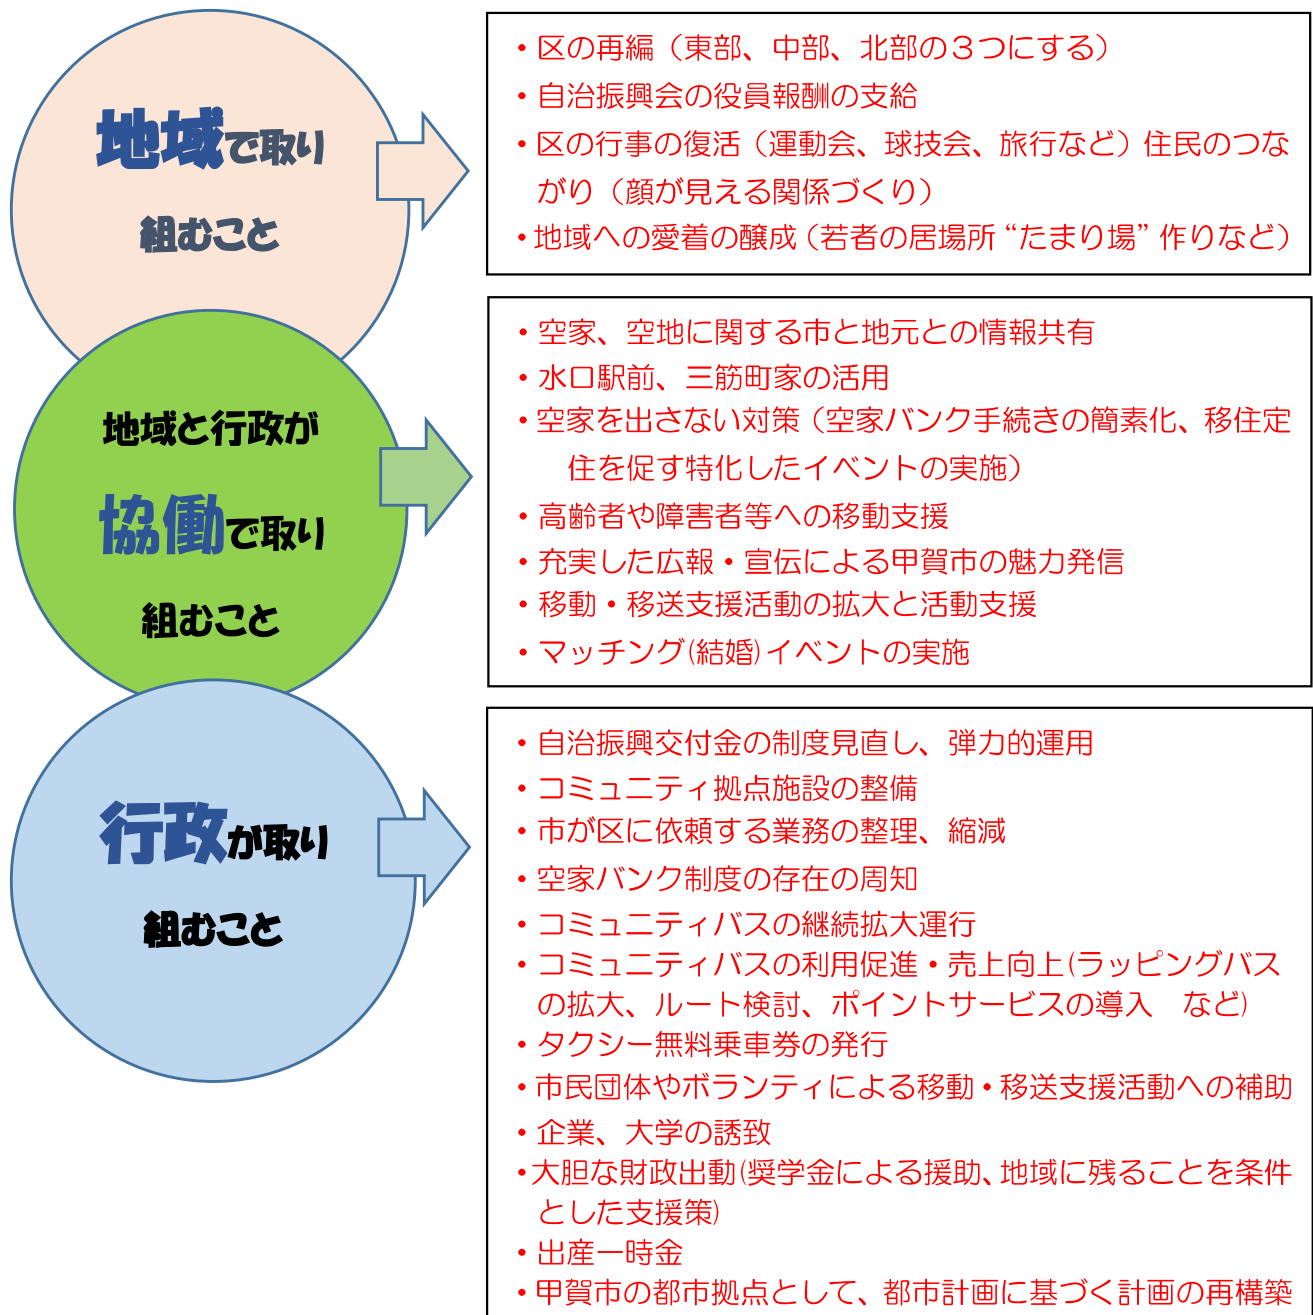 地域で取り
組むこと
・区の再編（東部、中部、北部の３つにする）
・自治振興会の役員報酬の支給
・区の行事の復活（運動会、球技会、旅行など）住民のつな
がり（顔が見える関係づくり）
・地域への愛着の醸成（若者の居場所“たまり場”作りなど）
地域と行政が
協働で取り
組むこと
・空家、空地に関する市と地元との情報共有
・水口駅前、三筋町家の活用
・空家を出さない対策（空家バンク手続きの簡素化、移住定
住を促す特化したイベントの実施）
・高齢者や障害者等への移動支援
・充実した広報・宣伝による甲賀市の魅力発信
・移動・移送支援活動の拡大と活動支援
・マッチング(結婚)イベントの実施
行政が取り
組むこと
・自治振興交付金の制度見直し、弾力的運用
・コミュニティ拠点施設の整備
・市が区に依頼する業務の整理、縮減
・空家バンク制度の存在の周知
・コミュニティバスの継続拡大運行
・コミュニティバスの利用促進・売上向上(ラッピングバス
の拡大、ルート検討、ポイントサービスの導入　など)
・タクシー無料乗車券の発行
・市民団体やボランティによる移動・移送支援活動への補助
・企業、大学の誘致
・大胆な財政出動(奨学金による援助、地域に残ることを条件
とした支援策)
・出産一時金
・甲賀市の都市拠点として、都市計画に基づく計画の再構築